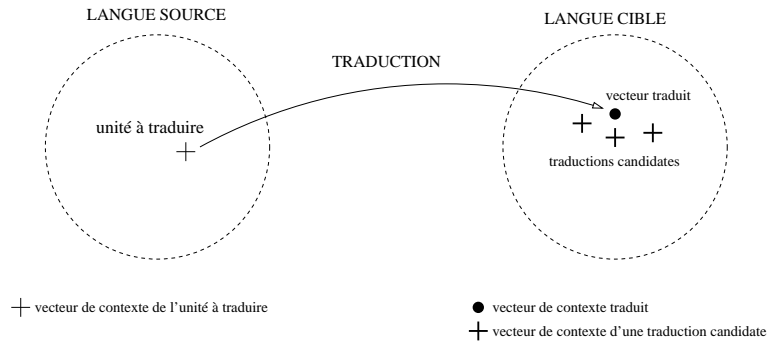 LANGUE SOURCE
LANGUE CIBLE
TRADUCTION
vecteur traduit
unité à traduire
traductions candidates
vecteur de contexte de l'unité à traduire
vecteur de contexte traduit
vecteur de contexte d'une traduction candidate